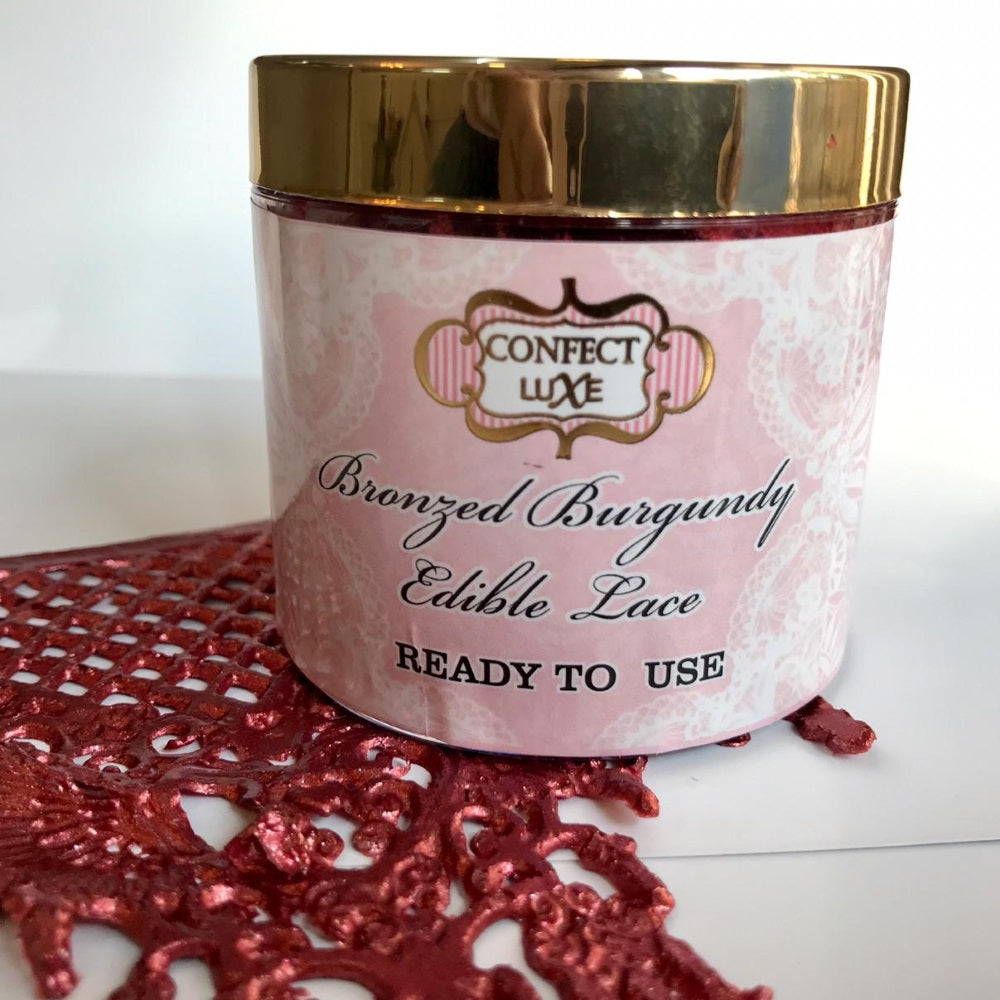 CONFECT
LUXE
Bronzed Burgundy
Edible Lace
READY TO USE